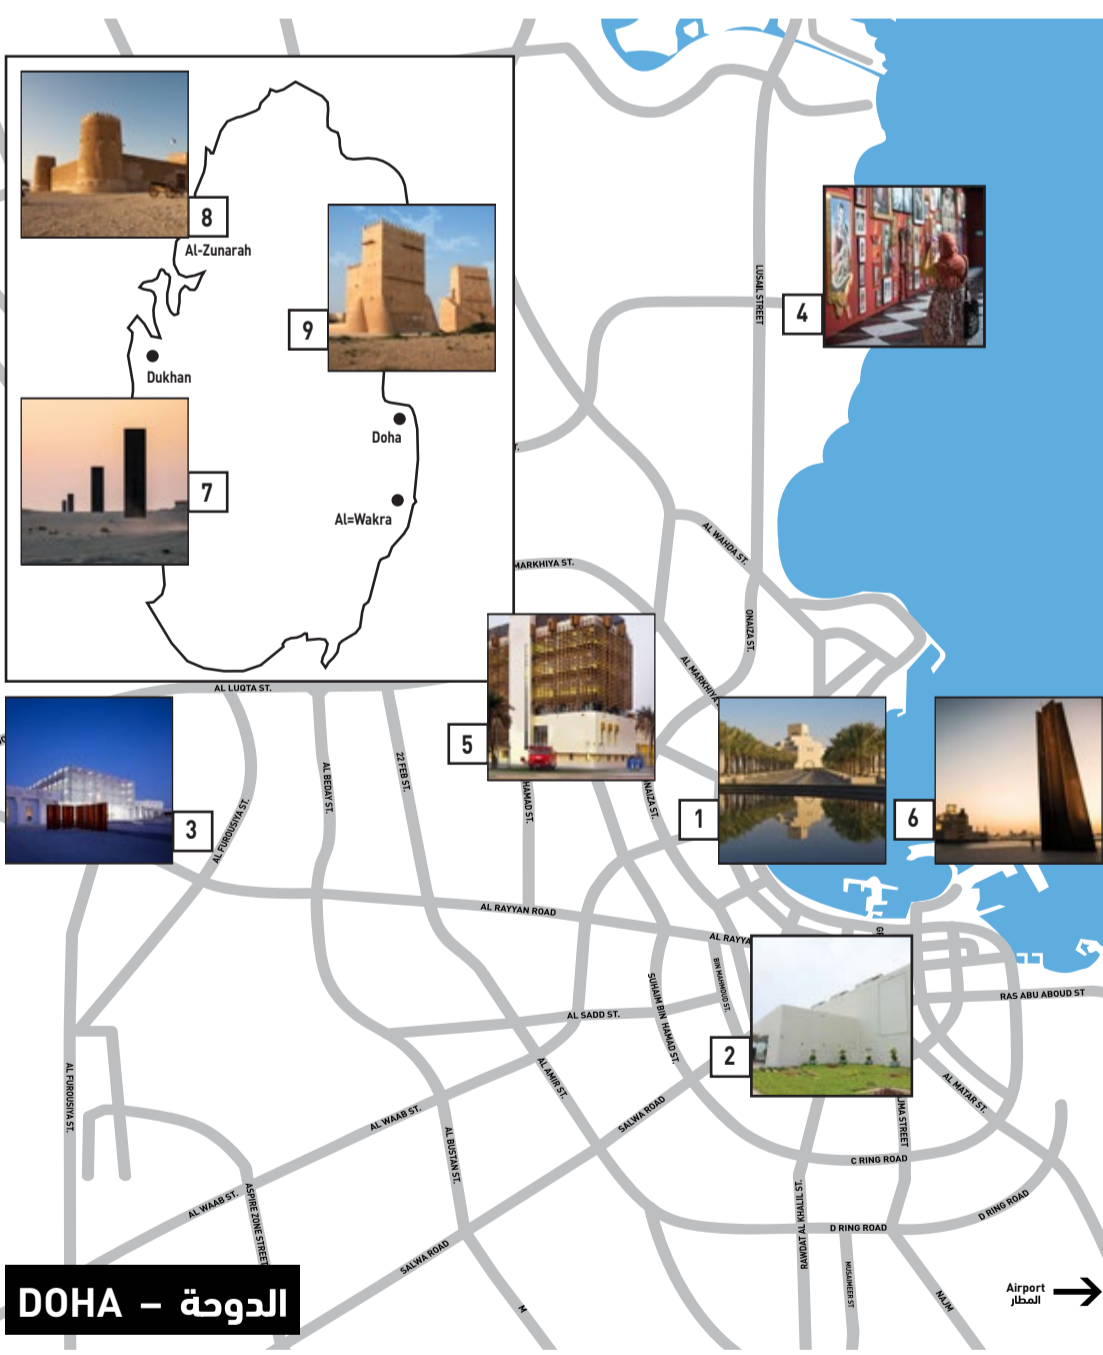 8
Al-Zunarah
9
Dukhan
Doha
7
Al=Wakra
4
LUSAIL STREET
AL WAHDA ST.
MARKHIYA ST.
ONAIZA ST.
AL MARKHIYA
AL LUQTA ST.
5
3
1
6
22 FEB ST.
AL BEDAY ST.
AL FUROUSIYA ST.
HAMAD ST.
NAIZA ST.
AL RAYYAN ROAD
AL RAYYA
BIN MAHMOUD ST.
SUHAIM BIN HAMAD ST.
AL SADD ST.
RAS ABU ABOUD ST
2
AL FUROUSIYA ST.
AL AMIR ST.
AL MATAR ST.
AL WAAB ST.
SALWA ROAD
UMA STREET
AL BUSTAN ST.
C RING ROAD
AL WAAB ST.
ASPIRE ZONE STREET
RAWDAT AL KHALIL ST.
D RING ROAD
D RING ROAD
SALWA ROAD
MUSAIMEER ST
NAJM
M
Airport
المطار
DOHA – الدوحة